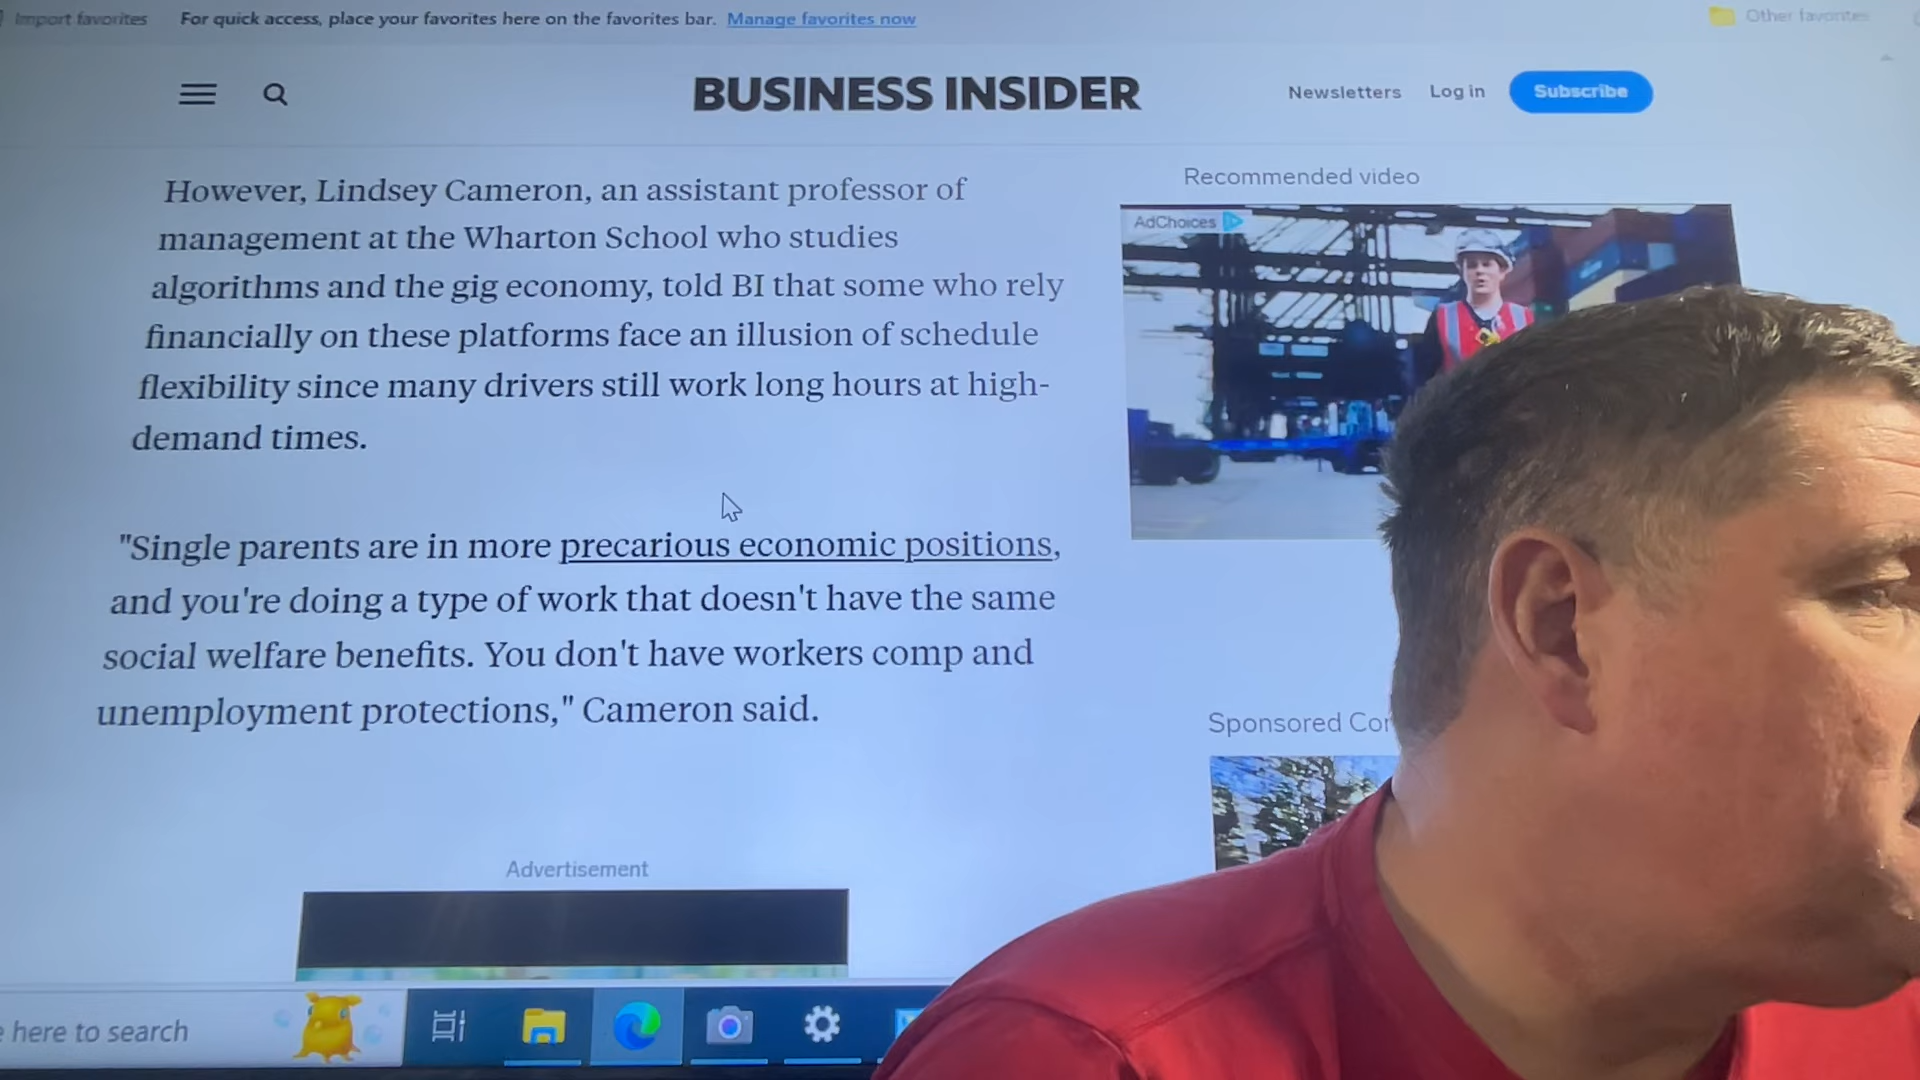 Import favorites For quick access, place your favorites here on the favorites bar. Manage favorites now Other favorites
BUSINESS INSIDER Newsletters Log in Subscribe
However, Lindsey Cameron, an assistant professor of
management at the Wharton School who studies
algorithms and the gig economy, told BI that some who rely
financially on these platforms face an illusion of schedule
flexibility since many drivers still work long hours at high-
demand times.
"Single parents are in more precarious economic positions,
and you're doing a type of work that doesn't have the same
social welfare benefits. You don't have workers comp and
unemployment protections," Cameron said.
Advertisement
Recommended video
AdChoices
Sponsored
here to search